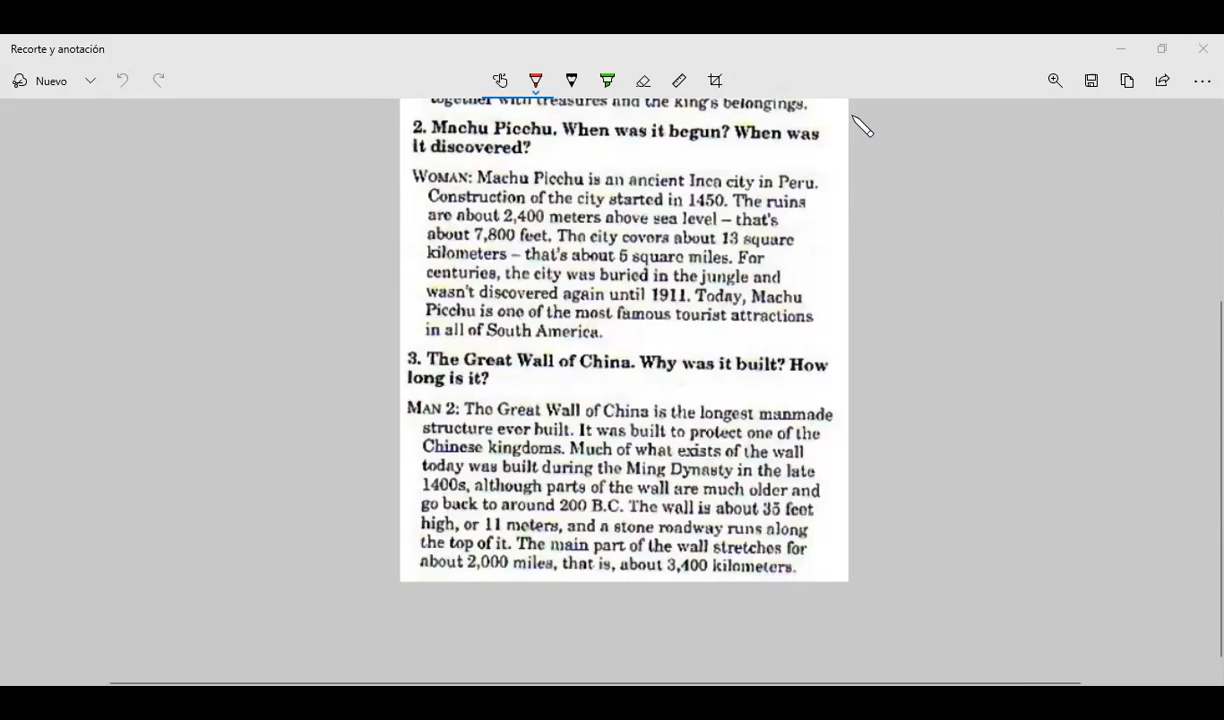 Recorte y anotación
Nuevo
together with treasures and the king's belongings.
2. Machu Picchu. When was it begun? When was
it discovered?
WOMAN: Machu Picchu is an ancient Inca city in Peru.
Construction of the city started in 1450. The ruins
are about 2,400 meters above sea level – that's
about 7,800 feet. The city covers about 13 square
kilometers – that's about 5 square miles. For
centuries, the city was buried in the jungle and
wasn't discovered again until 1911. Today, Machu
Picchu is one of the most famous tourist attractions
in all of South America.
3. The Great Wall of China. Why was it built? How
long is it?
MAN 2: The Great Wall of China is the longest manmade
structure ever built. It was built to protect one of the
Chinese kingdoms. Much of what exists of the wall
today was built during the Ming Dynasty in the late
1400s, although parts of the wall are much older and
go back to around 200 B.C. The wall is about 35 feet
high, or 11 meters, and a stone roadway runs along
the top of it. The main part of the wall stretches for
about 2,000 miles, that is, about 3,400 kilometers.